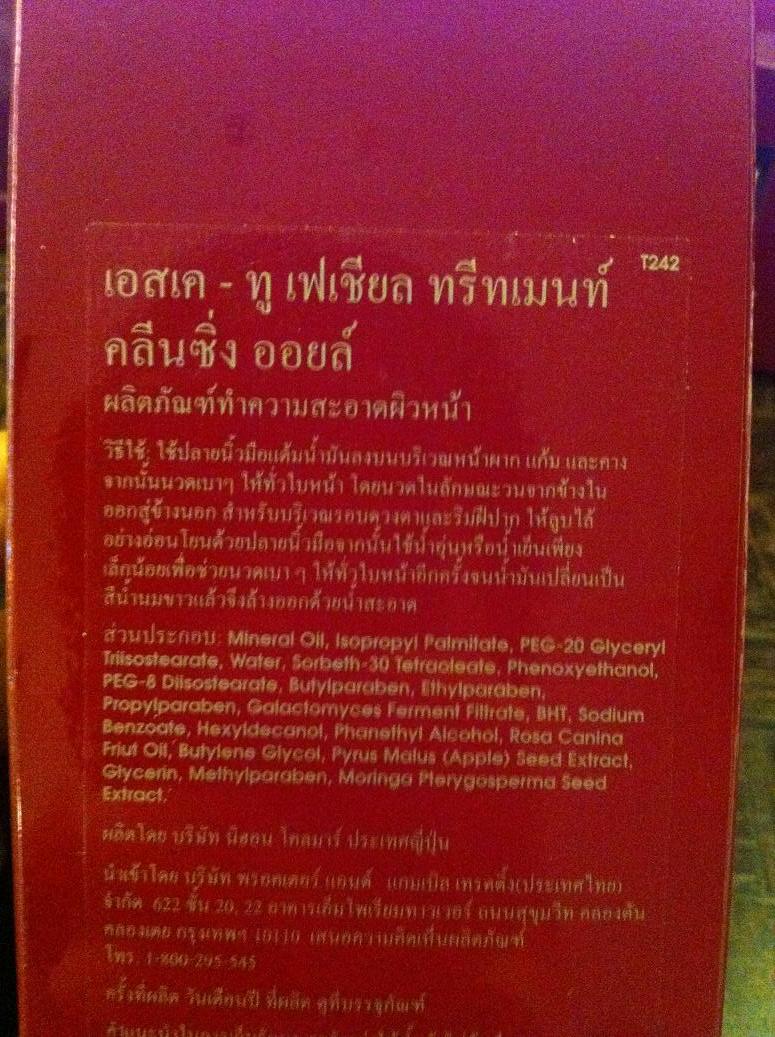 T242
เอสเค - ทู เฟเชียล ทรีทเมนท์
คลีนซิ่ง ออยล์
ผลิตภัณฑ์ทำความสะอาดผิวหน้า
วิธีใช้: ใช้ปลายนิ้วมือแต้มน้ำมันลงบนบริเวณหน้าผาก แก้ม และคาง
จากนั้นนวดเบาๆ ให้ทั่วใบหน้า โดยนวดในลักษณะวนจากข้างใน
ออกสู่ข้างนอก สำหรับบริเวณรอบดวงตาและริมฝีปาก ให้ลูบไล้
อย่างอ่อนโยนด้วยปลายนิ้วมือจากนั้นใช้น้ำอุ่นหรือน้ำเย็นเพียง
เล็กน้อยเพื่อช่วยนวดเบา ๆ ให้ทั่วใบหน้าอีกครั้งจนน้ำมันเปลี่ยนเป็น
สีน้ำนมขาวแล้วจึงล้างออกด้วยน้ำสะอาด
ส่วนประกอบ: Mineral Oil, Isopropyl Palmitate, PEG-20 Glyceryl
Triisostearate, Water, Sorbeth-30 Tetraoleate, Phenoxyethanol,
PEG-8 Diisostearate, Butylparaben, Ethylparaben,
Propylparaben, Galactomyces Ferment Filtrate, BHT, Sodium
Benzoate, Hexyldecanol, Phanethyl Alcohol, Rosa Canina
Friut Oil, Butylene Glycol, Pyrus Malus (Apple) Seed Extract,
Glycerin, Methylparaben, Moringa Pterygosperma Seed
Extract.
ผลิตโดย บริษัท นิฮอน โคลมาร์ ประเทศญี่ปุ่น
นำเข้าโดย บริษัท พรอคเตอร์ แอนด์ แกมเบิล เทรดดิ้ง(ประเทศไทย)
จำกัด 622 ชั้น 20, 22 อาคารเอ็มโพเรียมทาวเวอร์ ถนนสุขุมวิท คลองตัน
คลองเตย กรุงเทพฯ 10110 เสนอความคิดเห็นผลิตภัณฑ์
โทร. 1-800-295-545
ครั้งที่ผลิต วันเดือนปี ที่ผลิต ดูที่บรรจุภัณฑ์